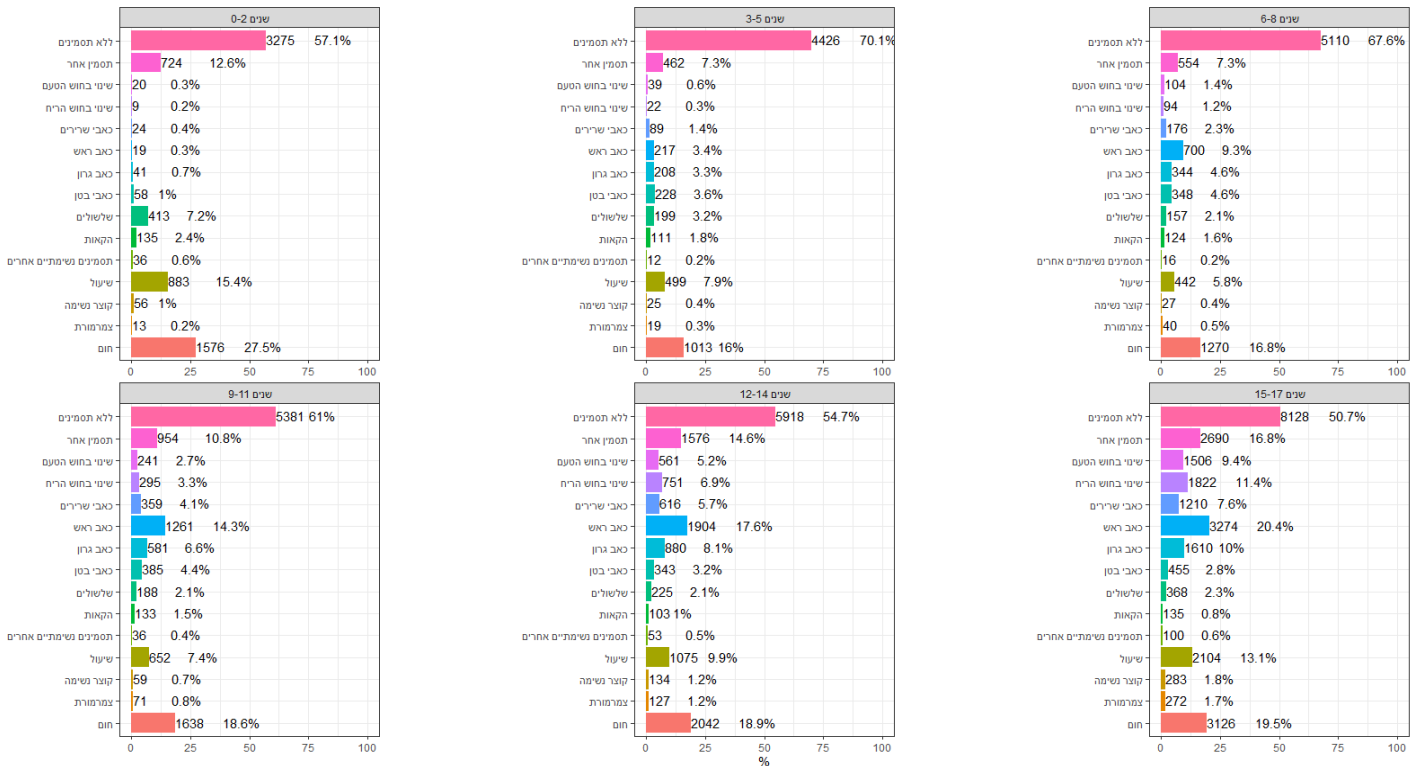 0-2 שנים
ללא תסמינים 3275 57.1%
תסמין אחר 724 12.6%
שינוי בחוש הטעם 20 0.3%
שינוי בחוש הריח 9 0.2%
כאבי שרירים 24 0.4%
כאב ראש 19 0.3%
כאב גרון 41 0.7%
כאבי בטן 58 1%
שלשולים 413 7.2%
הקאות 135 2.4%
תסמינים נשימתיים אחרים 36 0.6%
שיעול 883 15.4%
קוצר נשימה 56 1%
צמרמורת 13 0.2%
חום 1576 27.5%
0 25 50 75 100
3-5 שנים
ללא תסמינים 4426 70.1%
תסמין אחר 462 7.3%
שינוי בחוש הטעם 39 0.6%
שינוי בחוש הריח 22 0.3%
כאבי שרירים 89 1.4%
כאב ראש 217 3.4%
כאב גרון 208 3.3%
כאבי בטן 228 3.6%
שלשולים 199 3.2%
הקאות 111 1.8%
תסמינים נשימתיים אחרים 12 0.2%
שיעול 499 7.9%
קוצר נשימה 25 0.4%
צמרמורת 19 0.3%
חום 1013 16%
0 25 50 75 100
6-8 שנים
ללא תסמינים 5110 67.6%
תסמין אחר 554 7.3%
שינוי בחוש הטעם 104 1.4%
שינוי בחוש הריח 94 1.2%
כאבי שרירים 176 2.3%
כאב ראש 700 9.3%
כאב גרון 344 4.6%
כאבי בטן 348 4.6%
שלשולים 157 2.1%
הקאות 124 1.6%
תסמינים נשימתיים אחרים 16 0.2%
שיעול 442 5.8%
קוצר נשימה 27 0.4%
צמרמורת 40 0.5%
חום 1270 16.8%
0 25 50 75 100
9-11 שנים
ללא תסמינים 5381 61%
תסמין אחר 954 10.8%
שינוי בחוש הטעם 241 2.7%
שינוי בחוש הריח 295 3.3%
כאבי שרירים 359 4.1%
כאב ראש 1261 14.3%
כאב גרון 581 6.6%
כאבי בטן 385 4.4%
שלשולים 188 2.1%
הקאות 133 1.5%
תסמינים נשימתיים אחרים 36 0.4%
שיעול 652 7.4%
קוצר נשימה 59 0.7%
צמרמורת 71 0.8%
חום 1638 18.6%
0 25 50 75 100
12-14 שנים
ללא תסמינים 5918 54.7%
תסמין אחר 1576 14.6%
שינוי בחוש הטעם 561 5.2%
שינוי בחוש הריח 751 6.9%
כאבי שרירים 616 5.7%
כאב ראש 1904 17.6%
כאב גרון 880 8.1%
כאבי בטן 343 3.2%
שלשולים 225 2.1%
הקאות 103 1%
תסמינים נשימתיים אחרים 53 0.5%
שיעול 1075 9.9%
קוצר נשימה 134 1.2%
צמרמורת 127 1.2%
חום 2042 18.9%
0 25 50 75 100
15-17 שנים
ללא תסמינים 8128 50.7%
תסמין אחר 2690 16.8%
שינוי בחוש הטעם 1506 9.4%
שינוי בחוש הריח 1822 11.4%
כאבי שרירים 1210 7.6%
כאב ראש 3274 20.4%
כאב גרון 1610 10%
כאבי בטן 455 2.8%
שלשולים 368 2.3%
הקאות 135 0.8%
תסמינים נשימתיים אחרים 100 0.6%
שיעול 2104 13.1%
קוצר נשימה 283 1.8%
צמרמורת 272 1.7%
חום 3126 19.5%
0 25 50 75 100
%